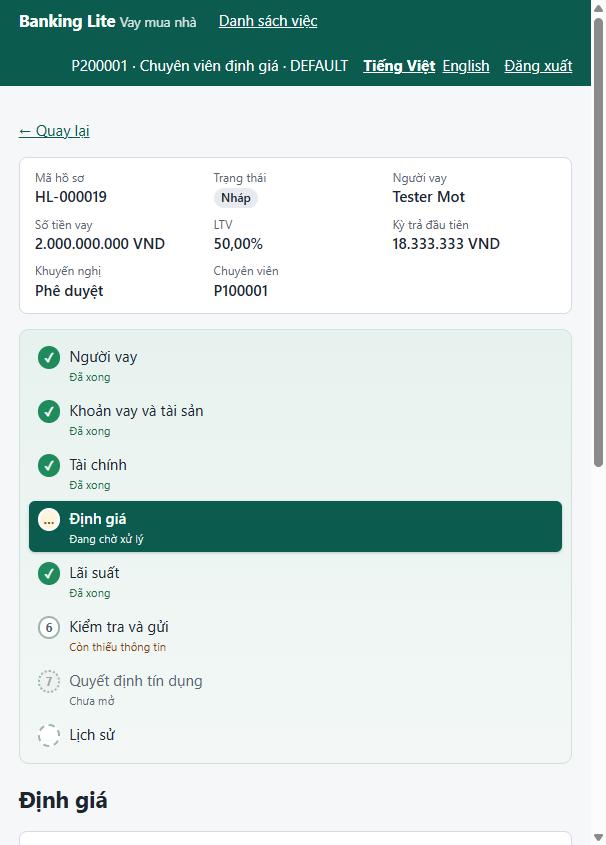 Banking Lite Vay mua nhà Danh sách việc
P200001 · Chuyên viên định giá · DEFAULT Tiếng Việt English Đăng xuất
← Quay lại
Mã hồ sơ Trạng thái Người vay
HL-000019 Nháp Tester Mot
Số tiền vay LTV Kỳ trả đầu tiên
2.000.000.000 VND 50,00% 18.333.333 VND
Khuyến nghị Chuyên viên
Phê duyệt P100001
✓ Người vay
Đã xong
✓ Khoản vay và tài sản
Đã xong
✓ Tài chính
Đã xong
... Định giá
Đang chờ xử lý
✓ Lãi suất
Đã xong
6 Kiểm tra và gửi
Còn thiếu thông tin
7 Quyết định tín dụng
Chưa mở
Lịch sử
Định giá